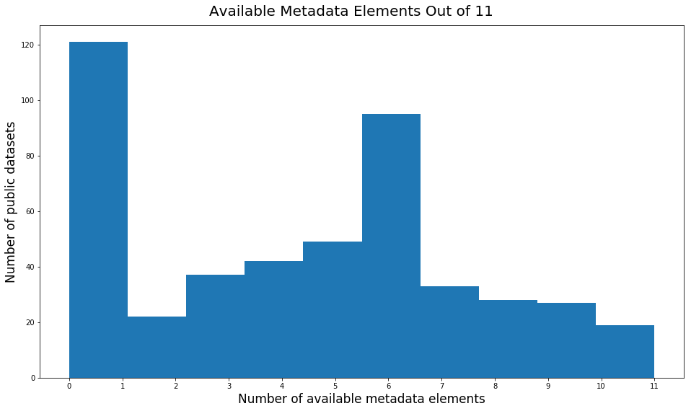 Available Metadata Elements Out of 11
120
100
80
60
40
20
0
Number of public datasets
0 1 2 3 4 5 6 7 8 9 10 11
Number of available metadata elements